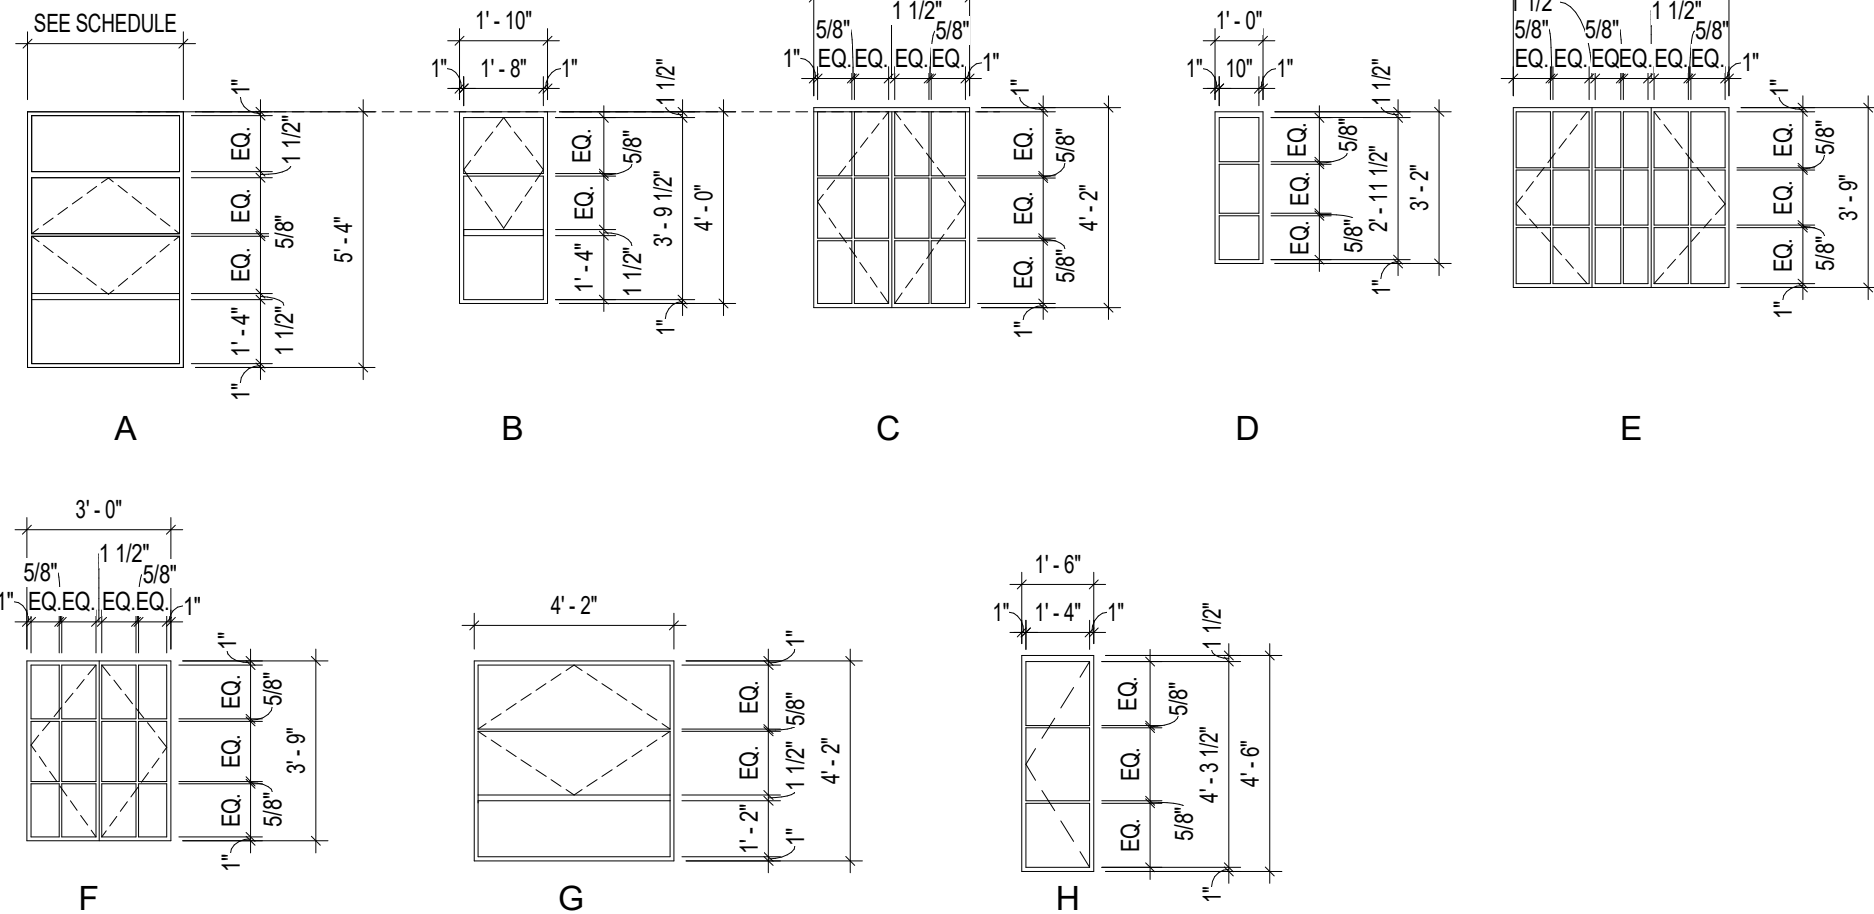 SEE SCHEDULE
1"
EQ.
1 1/2"
EQ.
5/8"
EQ.
1' - 4"
1 1/2"
1"
5' - 4"
A
1' - 10"
1"
1' - 8"
1"
1 1/2"
EQ.
5/8"
EQ.
1' - 4"
1 1/2"
3' - 9 1/2"
4' - 0"
1"
B
1 1/2"
5/8"
5/8"
1"
EQ.
EQ.
EQ.
EQ.
1"
1"
EQ.
5/8"
EQ.
5/8"
EQ.
1"
4' - 2"
C
1' - 0"
1"
10"
1"
1 1/2"
EQ.
5/8"
EQ.
5/8"
EQ.
2' - 11 1/2"
3' - 2"
1"
D
1 1/2"
1 1/2"
5/8"
5/8"
5/8"
EQ.
EQ.
EQ.
EQ.
EQ.
EQ.
1"
1"
EQ.
5/8"
EQ.
5/8"
EQ.
1"
3' - 9"
E
3' - 0"
1 1/2"
5/8"
5/8"
1"
EQ.
EQ.
EQ.
EQ.
1"
1"
EQ.
5/8"
EQ.
5/8"
EQ.
1"
3' - 9"
F
4' - 2"
1"
EQ.
5/8"
EQ.
1 1/2"
1' - 2"
1"
4' - 2"
G
1' - 6"
1"
1' - 4"
1"
1 1/2"
EQ.
5/8"
EQ.
5/8"
EQ.
4' - 3 1/2"
4' - 6"
1"
H